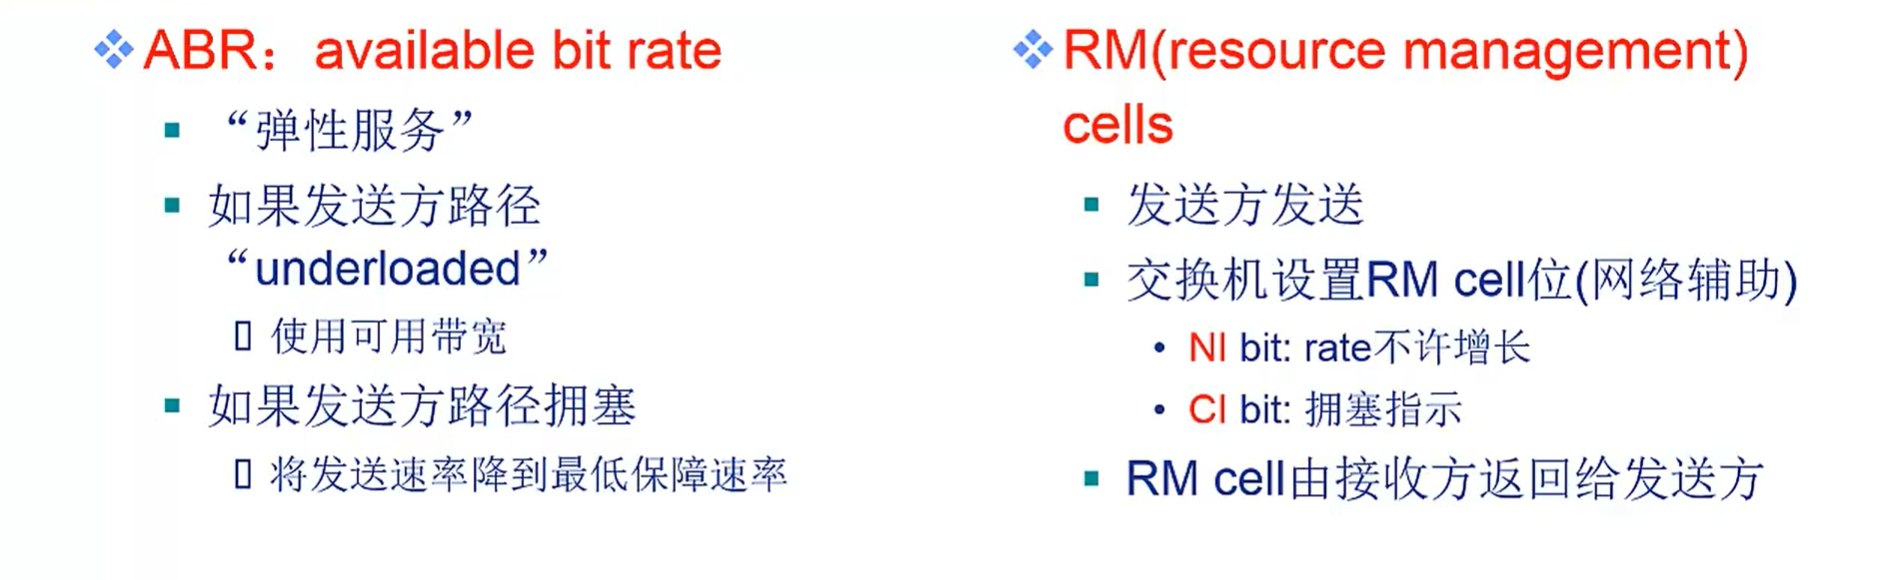 ABR：available bit rate
“弹性服务”
如果发送方路径
“underloaded”
使用可用带宽
如果发送方路径拥塞
将发送速率降到最低保障速率
RM(resource management)
cells
发送方发送
交换机设置RM cell位(网络辅助)
NI bit: rate不许增长
CI bit: 拥塞指示
RM cell由接收方返回给发送方